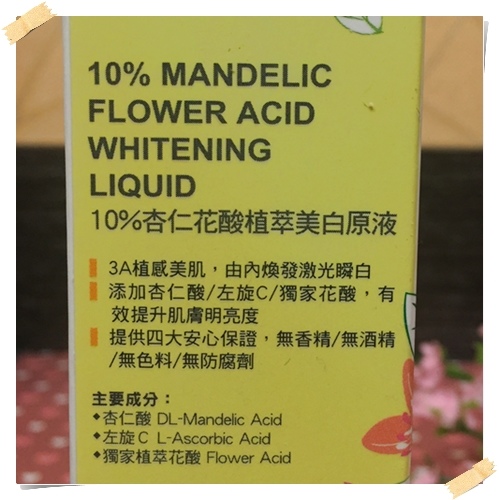 10% MANDELIC
FLOWER ACID
WHITENING
LIQUID
10%杏仁花酸植萃美白原液
3A植感美肌，由內煥發激光瞬白
添加杏仁酸/左旋C/獨家花酸，有
效提升肌膚明亮度
提供四大安心保證，無香精/無酒精
/無色料/無防腐劑
主要成分：
◆杏仁酸 DL-Mandelic Acid
◆左旋C L-Ascorbic Acid
◆獨家植萃花酸 Flower Acid